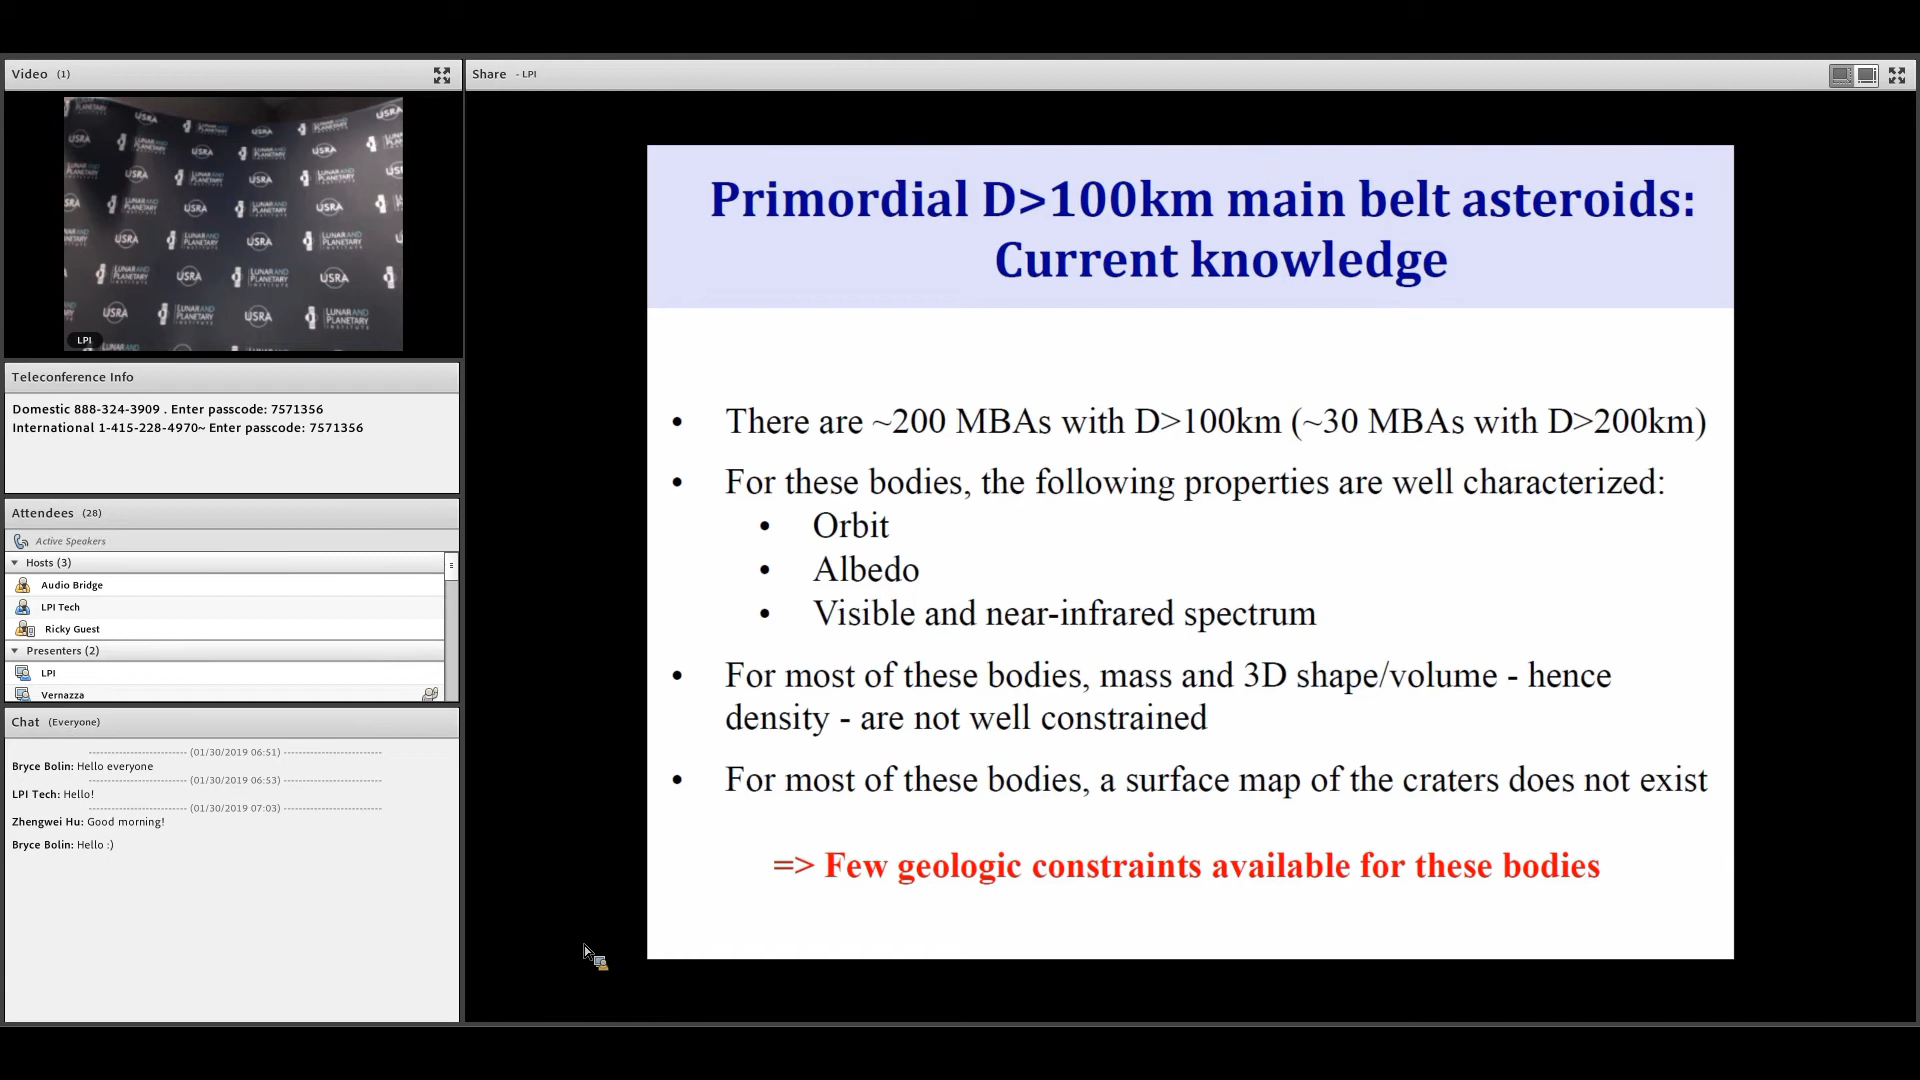 Video (1)
USRA
LUNAR AND PLANETARY INSTITUTE
LPI
Teleconference Info
Domestic 888-324-3909 . Enter passcode: 7571356
International 1-415-228-4970~ Enter passcode: 7571356
Attendees (28)
Active Speakers
Hosts (3)
Audio Bridge
LPI Tech
Ricky Guest
Presenters (2)
LPI
Vernazza
Chat (Everyone)
------------------------ (01/30/2019 06:51) ------------------------
Bryce Bolin: Hello everyone
------------------------ (01/30/2019 06:53) ------------------------
LPI Tech: Hello!
------------------------ (01/30/2019 07:03) ------------------------
Zhengwei Hu: Good morning!
Bryce Bolin: Hello :)
Share - LPI
Primordial D>100km main belt asteroids:
Current knowledge
• There are ~200 MBAs with D>100km (~30 MBAs with D>200km)
• For these bodies, the following properties are well characterized:
• Orbit
• Albedo
• Visible and near-infrared spectrum
• For most of these bodies, mass and 3D shape/volume - hence
density - are not well constrained
• For most of these bodies, a surface map of the craters does not exist
=> Few geologic constraints available for these bodies